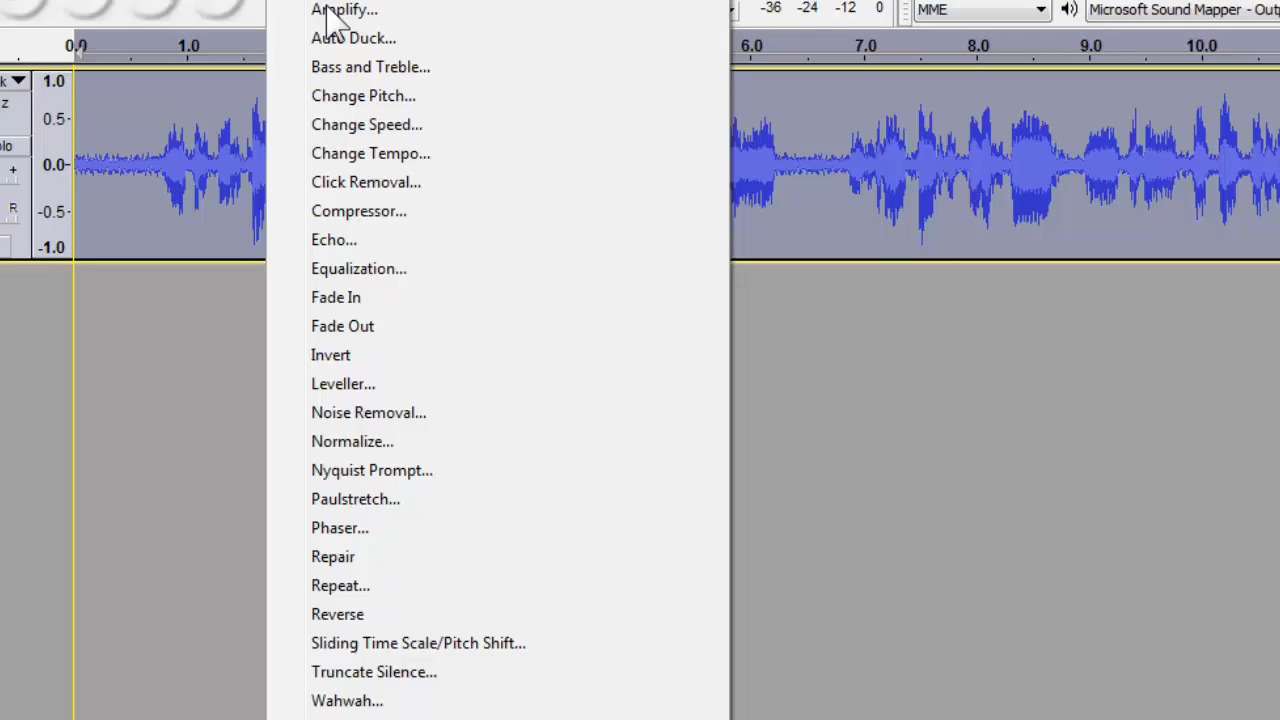 Amplify...
-36 -24 -12 0 MME Microsoft Sound Mapper - Out
0.0 1.0 6.0 7.0 8.0 9.0 10.0
Auto Duck...
Bass and Treble...
Change Pitch...
Change Speed...
Change Tempo...
Click Removal...
Compressor...
Echo...
Equalization...
Fade In
Fade Out
Invert
Leveller...
Noise Removal...
Normalize...
Nyquist Prompt...
Paulstretch...
Phaser...
Repair
Repeat...
Reverse
Sliding Time Scale/Pitch Shift...
Truncate Silence...
Wahwah...
k 1.0
z
0.5
olo
0.0
+
R
-0.5
-1.0